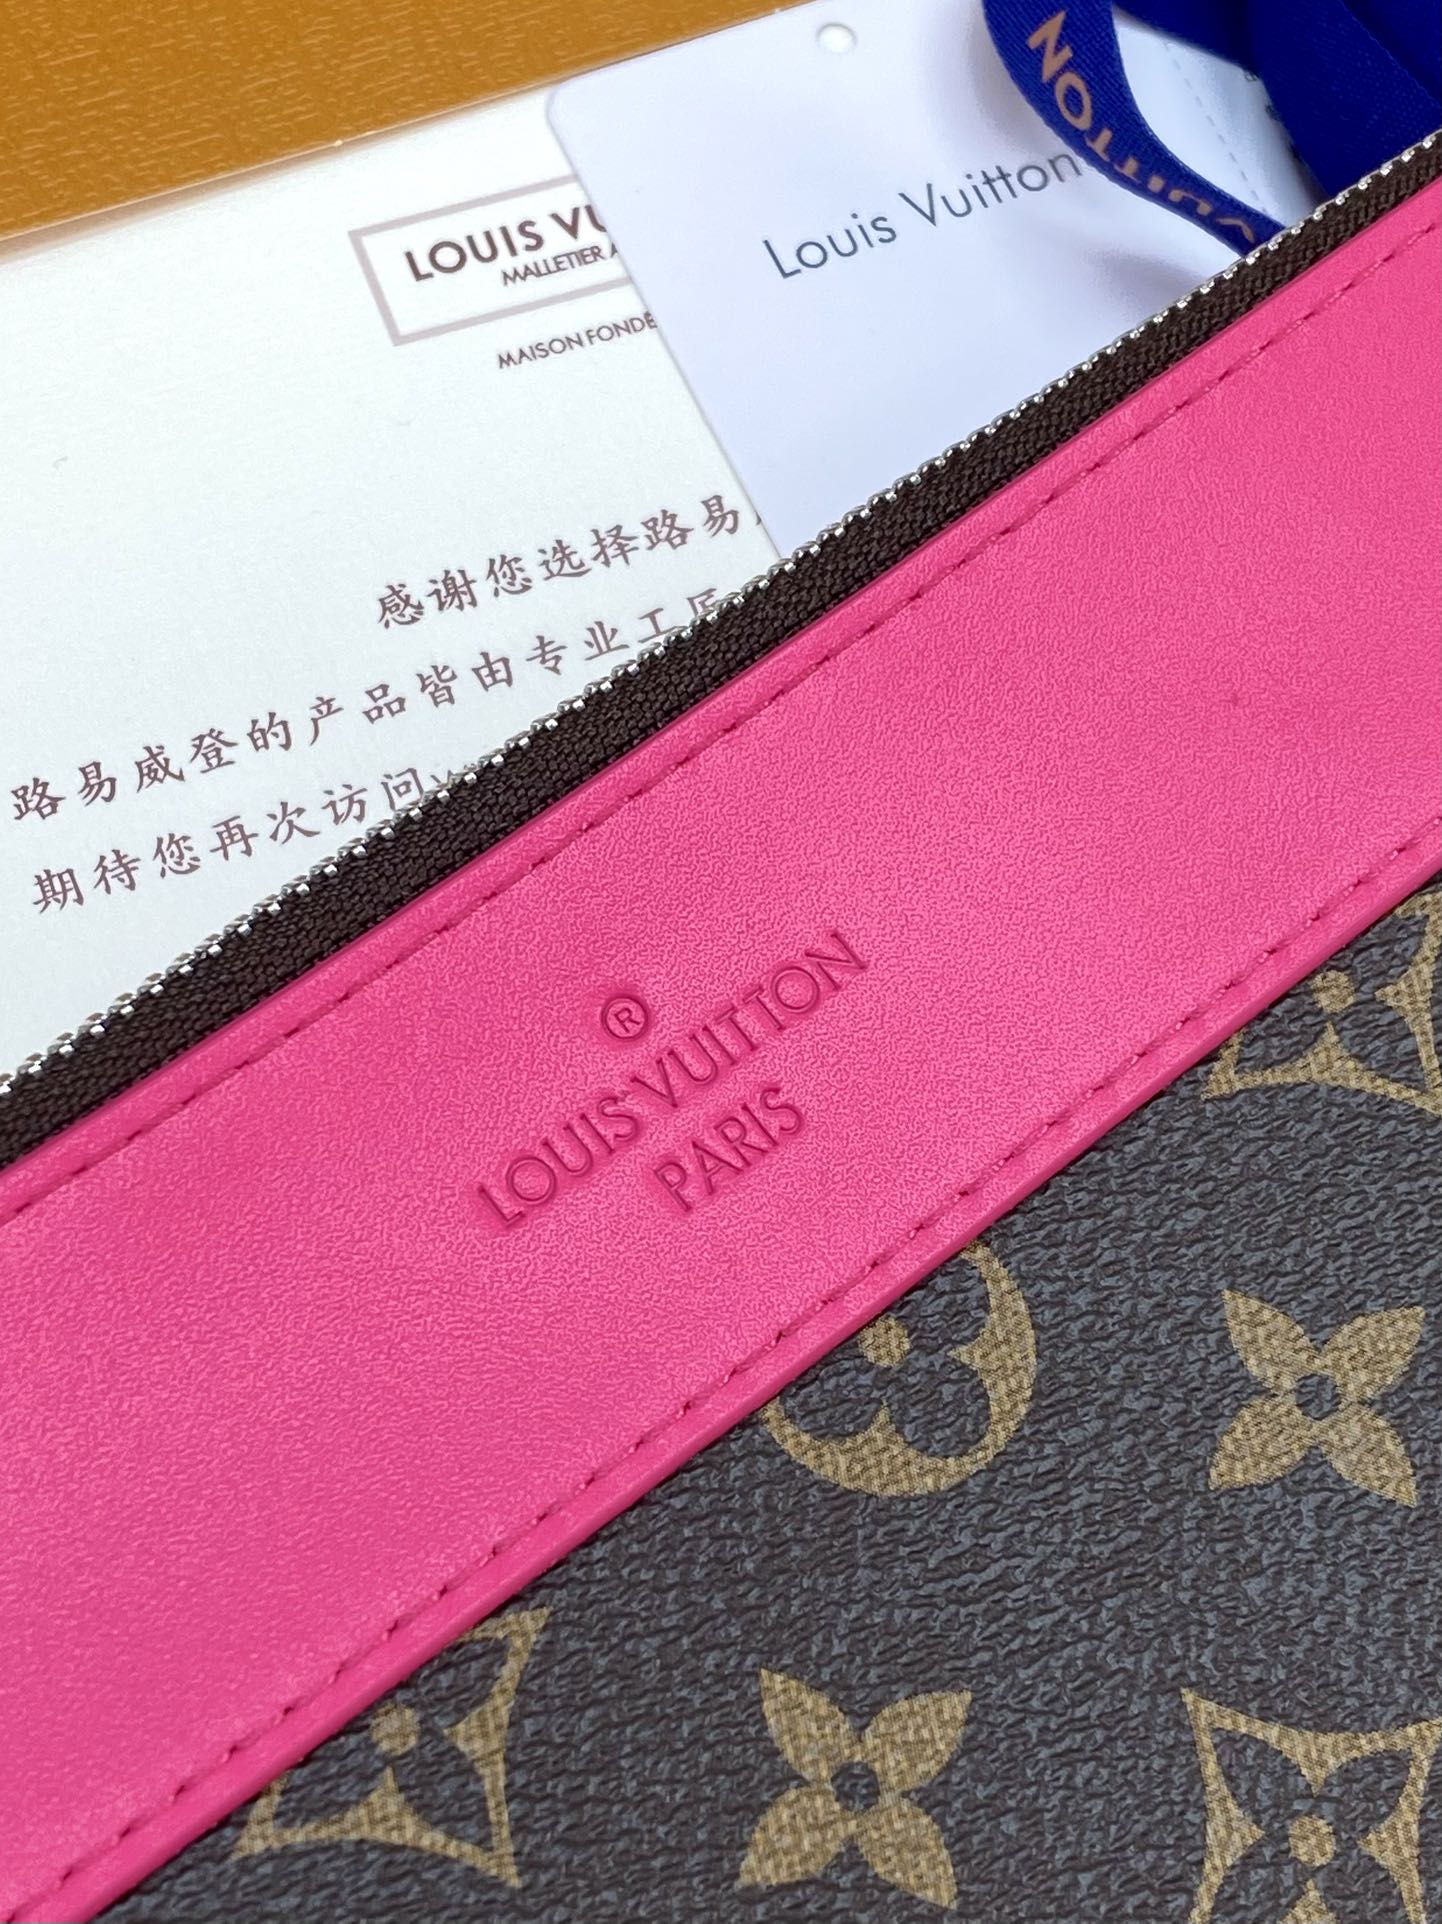 VUITTON
LOUIS VU
MALLETIER A
Louis Vuitton
MAISON FONDÉ
感谢您选择路易
路易威登的产品皆由专业工匠
期待您再次访问
®
LOUIS VUITTON
PARIS